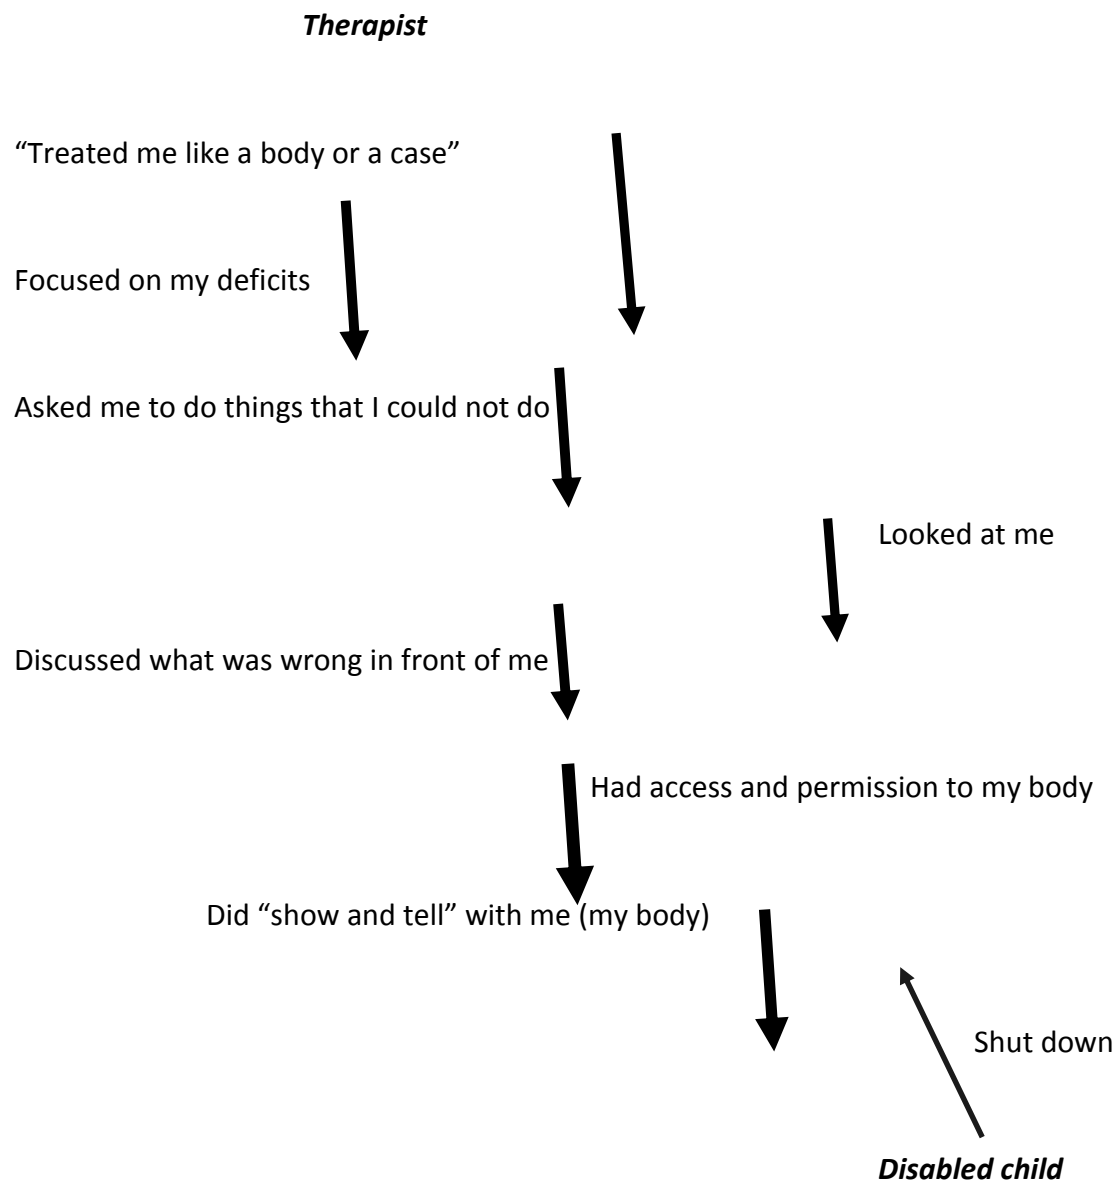 Therapist
“Treated me like a body or a case”
Focused on my deficits
Asked me to do things that I could not do
Looked at me
Discussed what was wrong in front of me
Had access and permission to my body
Did “show and tell” with me (my body)
Shut down
Disabled child